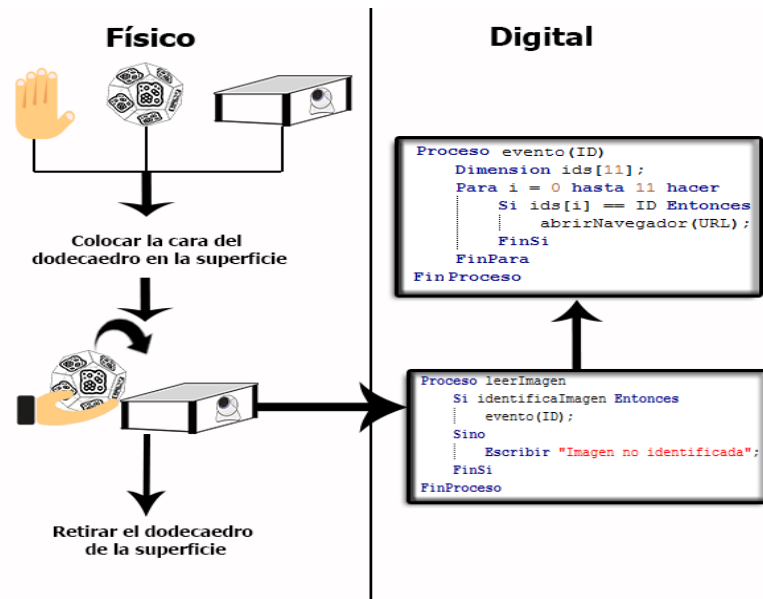 Físico
Digital
Colocar la cara del
dodecaedro en la superficie
Retirar el dodecaedro
de la superficie
Proceso evento(ID)
Dimension ids[11];
Para i = 0 hasta 11 hacer
Si ids[i] == ID Entonces
abrirNavegador(URL);
FinSi
FinPara
Fin Proceso
Proceso leerImagen
Si identificaImagen Entonces
evento(ID);
Sino
Escribir "Imagen no identificada";
FinSi
FinProceso